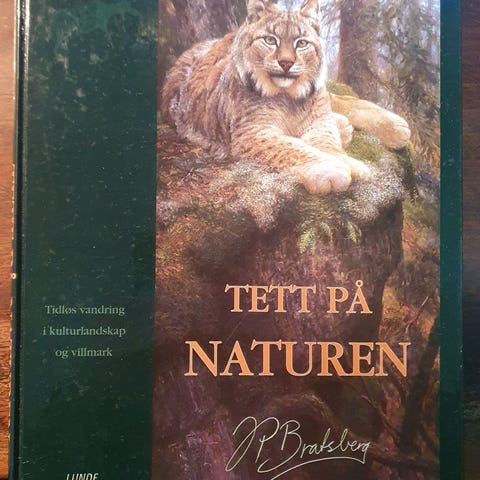 Tidløs vandring
i kulturlandskap
og villmark
TETT PÅ
NATUREN
JP Bratsberg
LUNDE